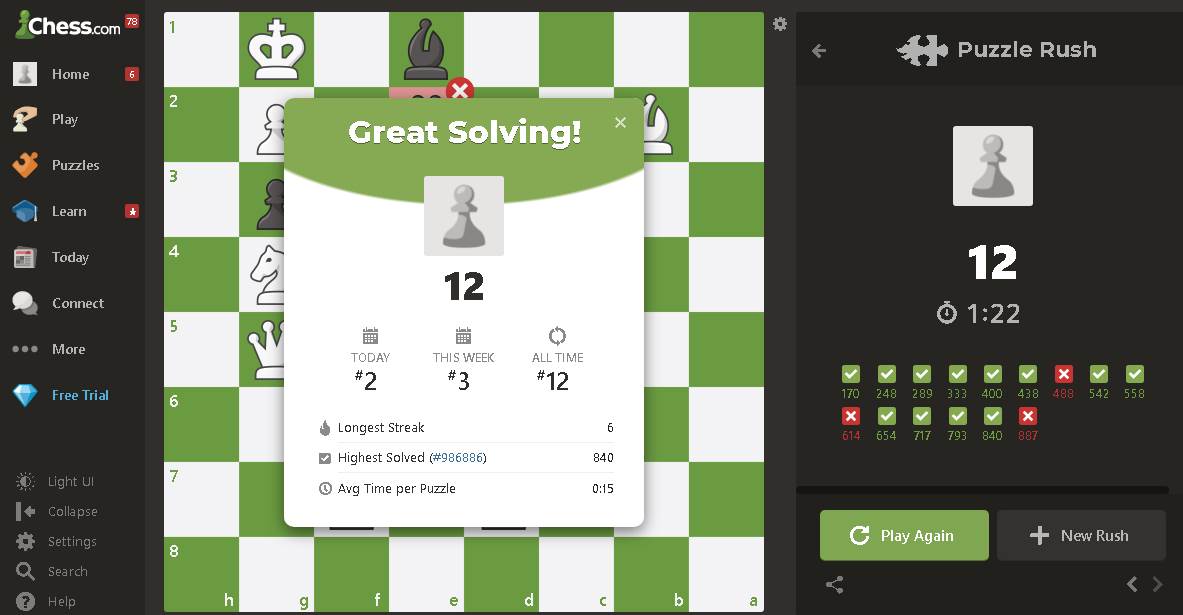 Chess.com 78
Home 6
Play
Puzzles
Learn
Today
Connect
More
Free Trial
Light UI
Collapse
Settings
Search
Help
1
2
3
4
5
6
7
8
h g f e d c b a
Great Solving!
12
TODAY THIS WEEK ALL TIME
#2 #3 #12
Longest Streak 6
Highest Solved (#986886) 840
Avg Time per Puzzle 0:15
Puzzle Rush
12
1:22
170 248 289 333 400 438 488 542 558
614 654 717 793 840 887
Play Again New Rush